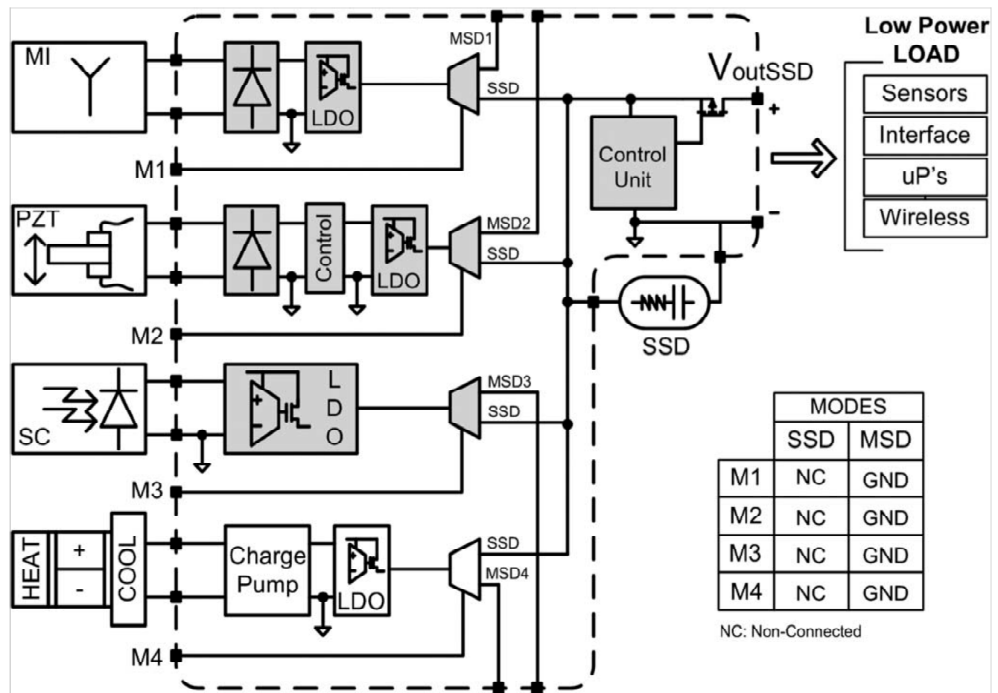 MI
LDO
MSD1
SSD
M1
VoutSSD
+
-
Control
Unit
Low Power
LOAD
Sensors
Interface
uP's
Wireless
PZT
Control
LDO
MSD2
SSD
M2
SSD
SC
L
D
O
MSD3
SSD
M3
HEAT
+
-
COOL
Charge
Pump
LDO
SSD
MSD4
M4
MODES
SSD MSD
M1 NC GND
M2 NC GND
M3 NC GND
M4 NC GND
NC: Non-Connected